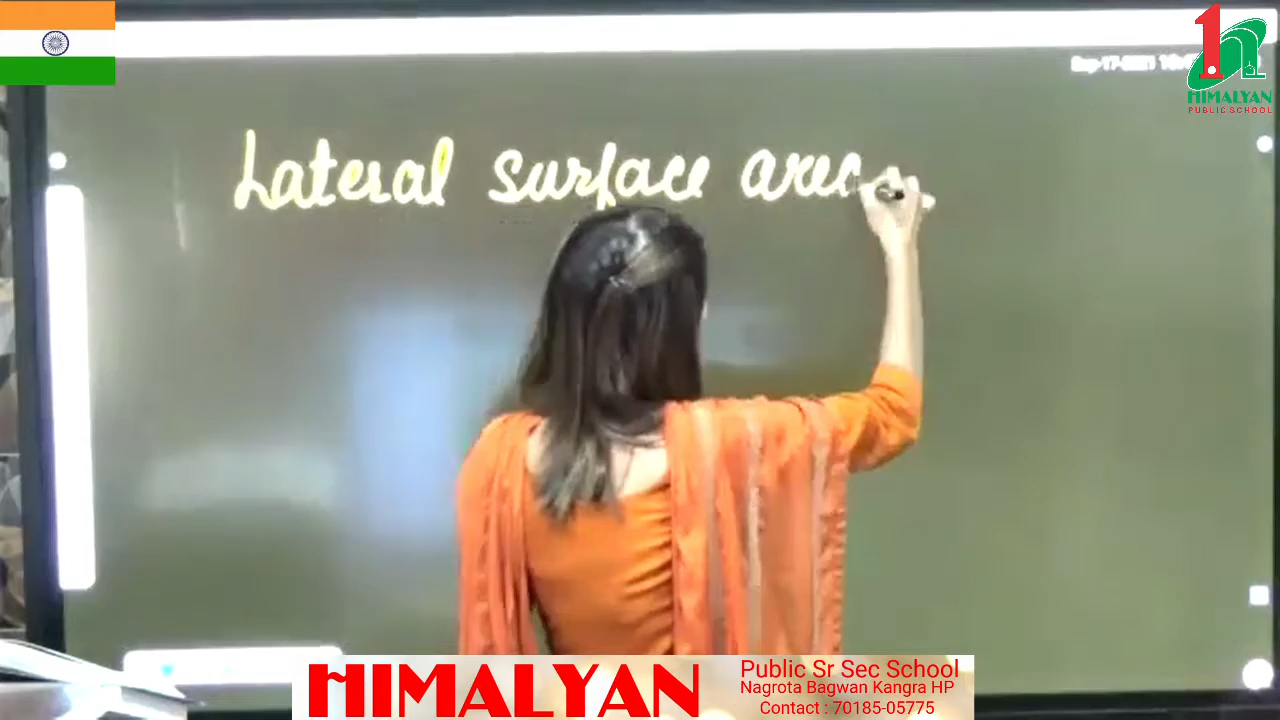 Lateral surface area
HIMALYAN
PUBLIC SCHOOL
HIMALYAN
Public Sr Sec School
Nagrota Bagwan Kangra HP
Contact : 70185-05775